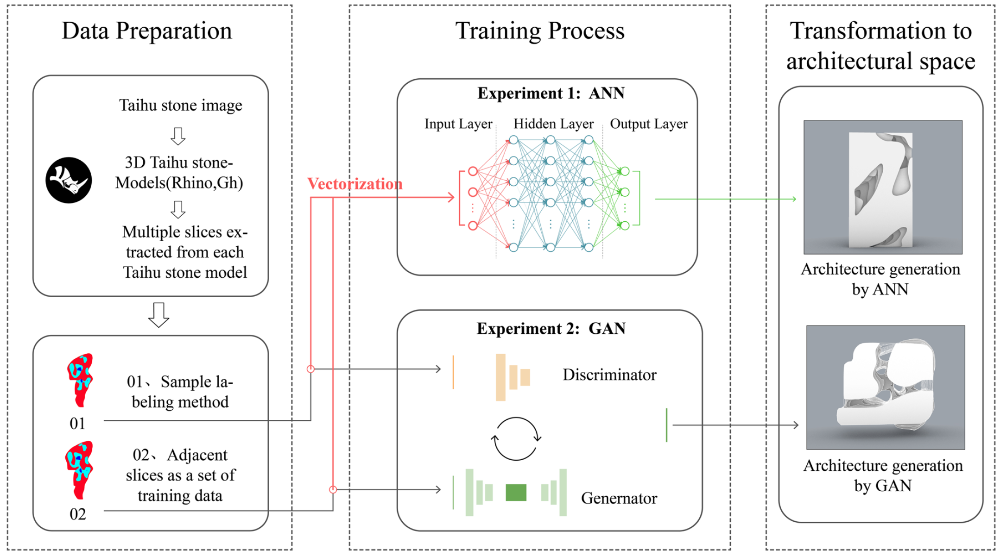 Data Preparation
Taihu stone image
3D Taihu stone-
Models(Rhino,Gh)
Multiple slices ex-
tracted from each
Taihu stone model
01、Sample la-
beling method
01
02、Adjacent
slices as a set of
training data
02
Vectorization
Training Process
Experiment 1: ANN
Input Layer
Hidden Layer
Output Layer
Experiment 2: GAN
Discriminator
Genernator
Transformation to
architectural space
Architecture generation
by ANN
Architecture generation
by GAN